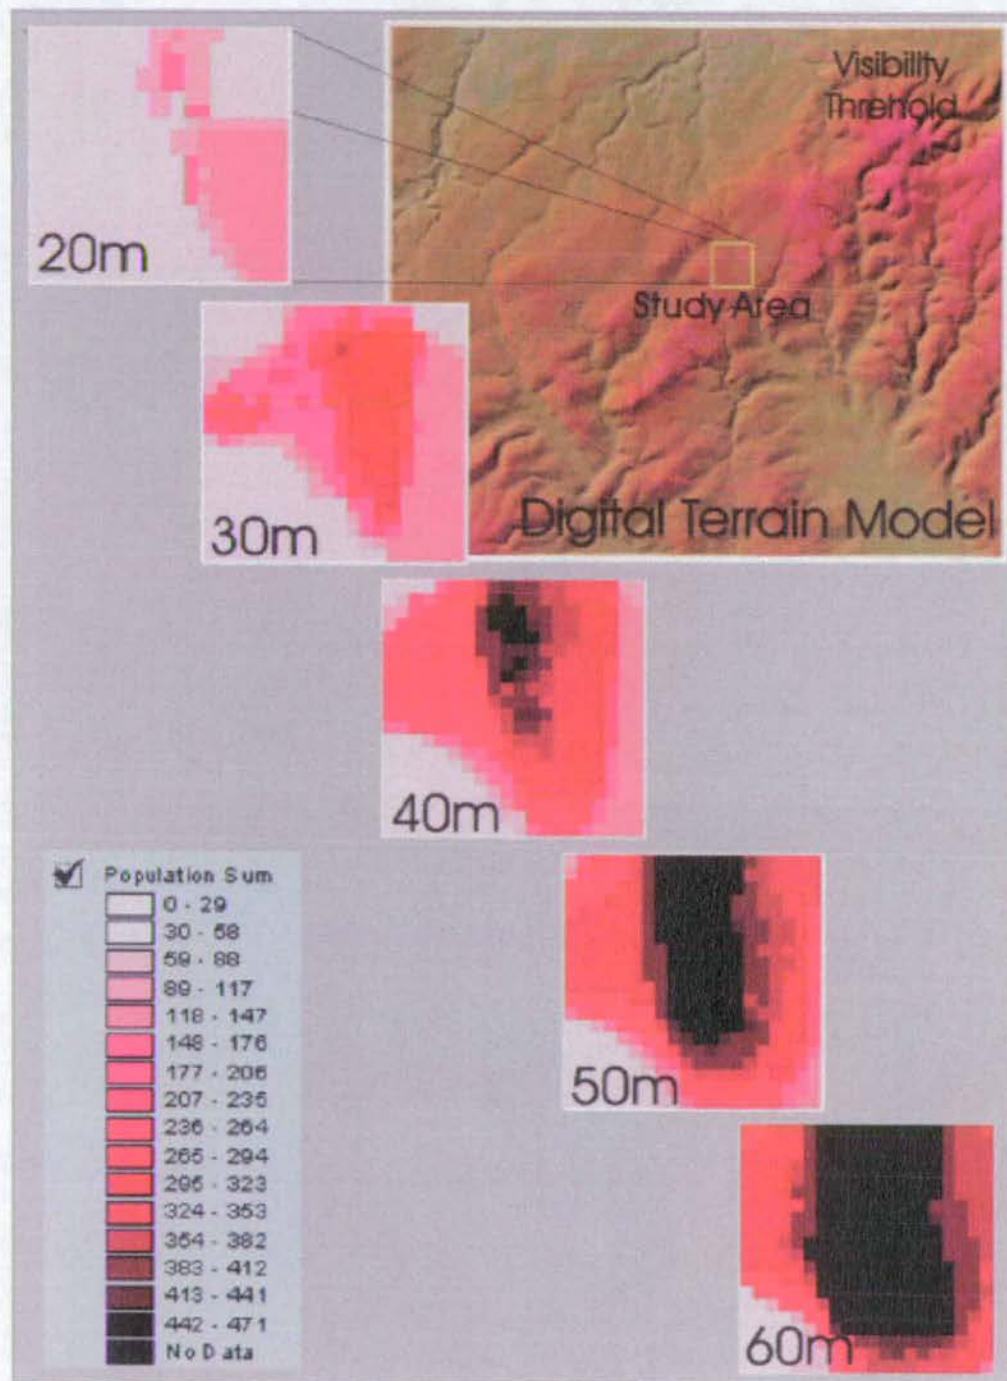 Visibility
Threhold
20m
Study Area
30m
Digital Terrain Model
40m
Population Sum
0 - 29
30 - 58
59 - 88
89 - 117
118 - 147
148 - 176
177 - 206
207 - 235
236 - 264
265 - 294
295 - 323
324 - 353
354 - 382
383 - 412
413 - 441
442 - 471
No Data
50m
60m